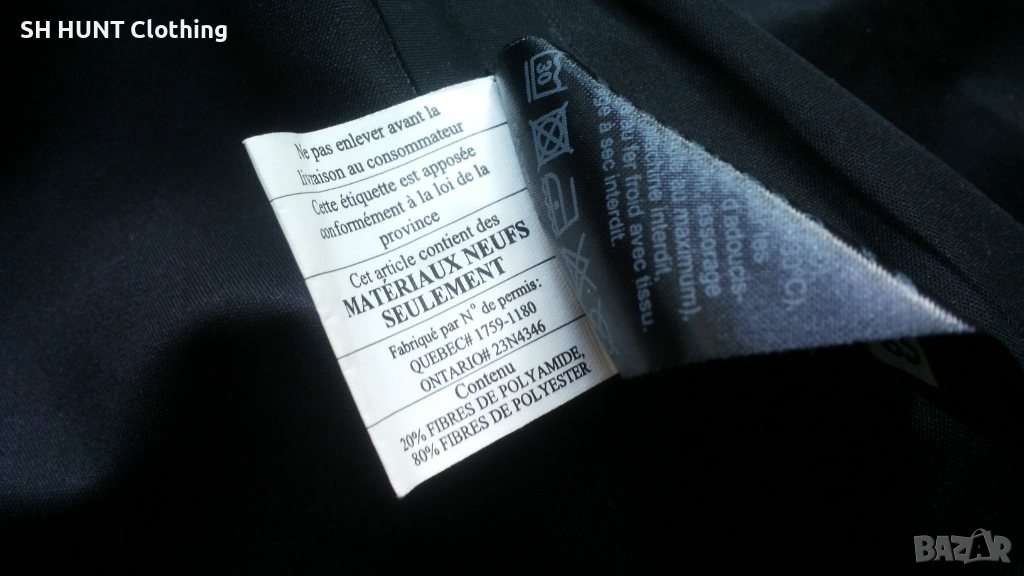 SH HUNT Clothing
Ne pas enlever avant la
livraison au consommateur
Cette étiquette est apposée
conformément à la loi de la
province
Cet article contient des
MATÉRIAUX NEUFS
SEULEMENT
Fabriqué par N° de permis:
QUEBEC# 1759-1180
ONTARIO# 23N4346
Contenu
20% FIBRES DE POLYAMIDE,
80% FIBRES DE POLYESTER
30
d'adoucis-
essorage
au maximum),
interdit,
fer froid avec tissu.
à sec interdit.
BAZAR